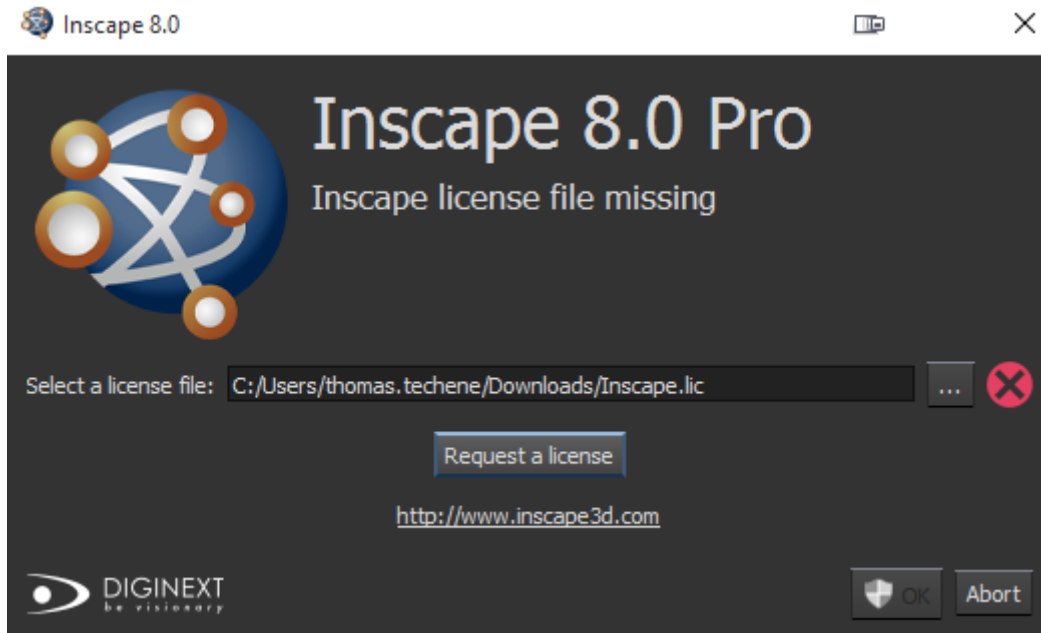 Inscape 8.0
Inscape 8.0 Pro
Inscape license file missing
Select a license file: C:/Users/thomas.techene/Downloads/Inscape.lic ...
Request a license
http://www.inscape3d.com
DIGINEXT
be visionary
OK Abort